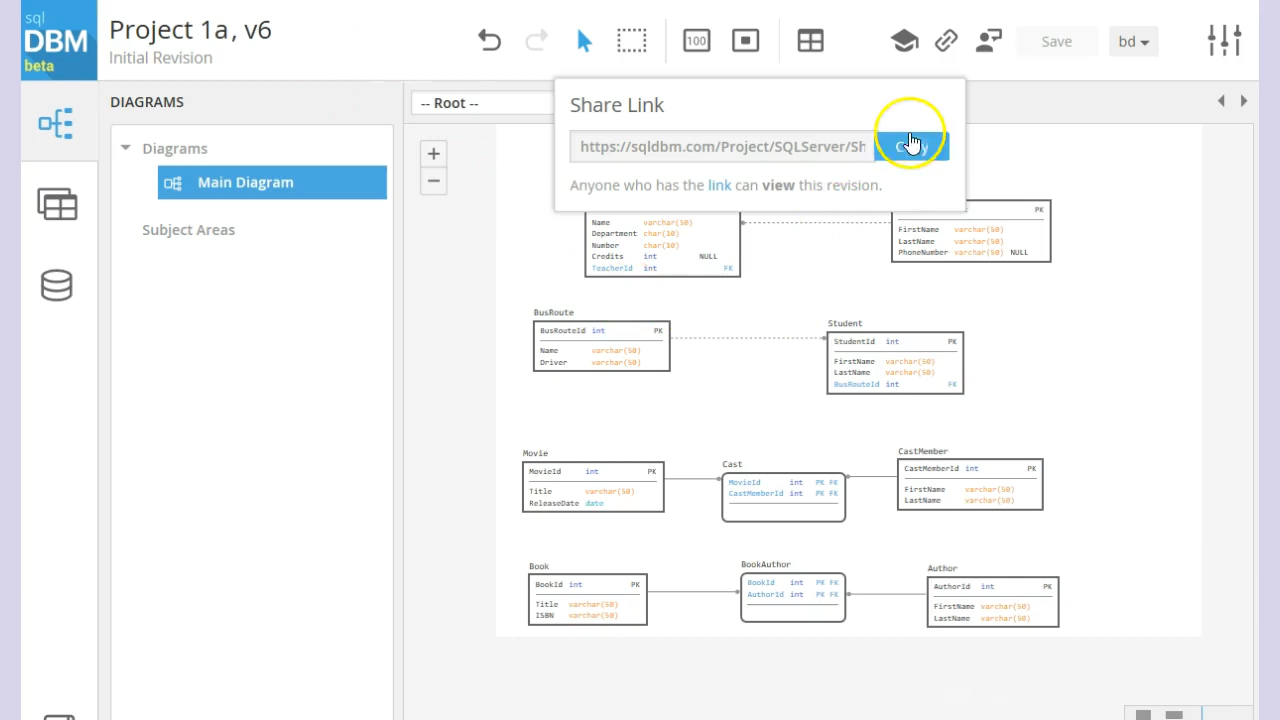 sql
DBM
beta
Project 1a, v6
Initial Revision
100
Save
bd
DIAGRAMS
Diagrams
Main Diagram
Subject Areas
-- Root --
Share Link
https://sqldbm.com/Project/SQLServer/Sh
Copy
Anyone who has the link can view this revision.
Name varchar(50)
Department char(10)
Number char(10)
Credits int NULL
TeacherId int FK
PK
FirstName varchar(50)
LastName varchar(50)
PhoneNumber varchar(50) NULL
BusRoute
BusRouteId int PK
Name varchar(50)
Driver varchar(50)
Student
StudentId int PK
FirstName varchar(50)
LastName varchar(50)
BusRouteId int FK
Movie
MovieId int PK
Title varchar(50)
ReleaseDate date
Cast
MovieId int PK FK
CastMemberId int PK FK
CastMember
CastMemberId int PK
FirstName varchar(50)
LastName varchar(50)
Book
BookId int PK
Title varchar(50)
ISBN varchar(50)
BookAuthor
BookId int PK FK
AuthorId int PK FK
Author
AuthorId int PK
FirstName varchar(50)
LastName varchar(50)